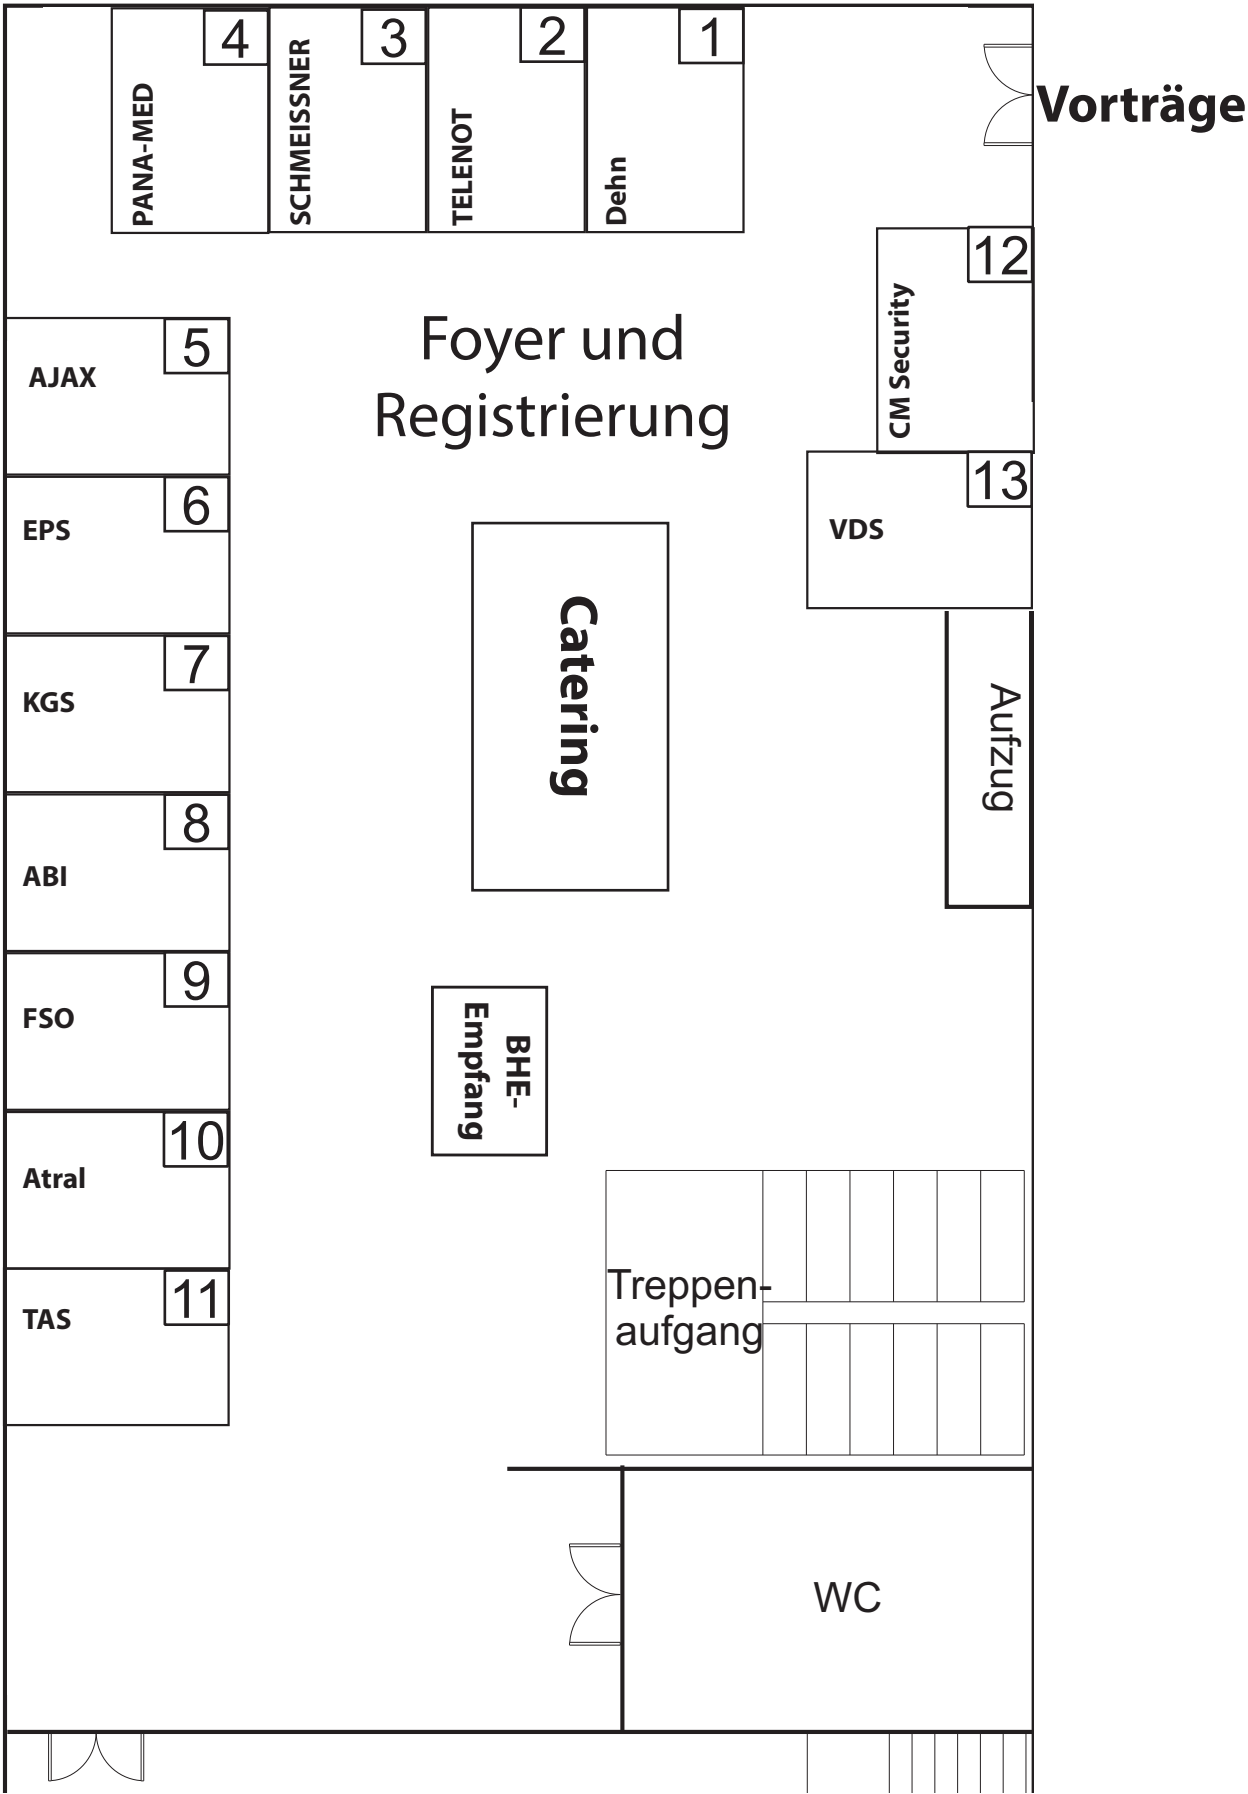 4
PANA-MED
3
SCHMEISSNER
2
TELENOT
1
Dehn
Vorträge
12
CM Security
Foyer und
Registrierung
5
AJAX
13
VDS
6
EPS
Catering
7
KGS
Aufzug
8
ABI
9
FSO
BHE-
Empfang
10
Atral
Treppen-
aufgang
11
TAS
WC